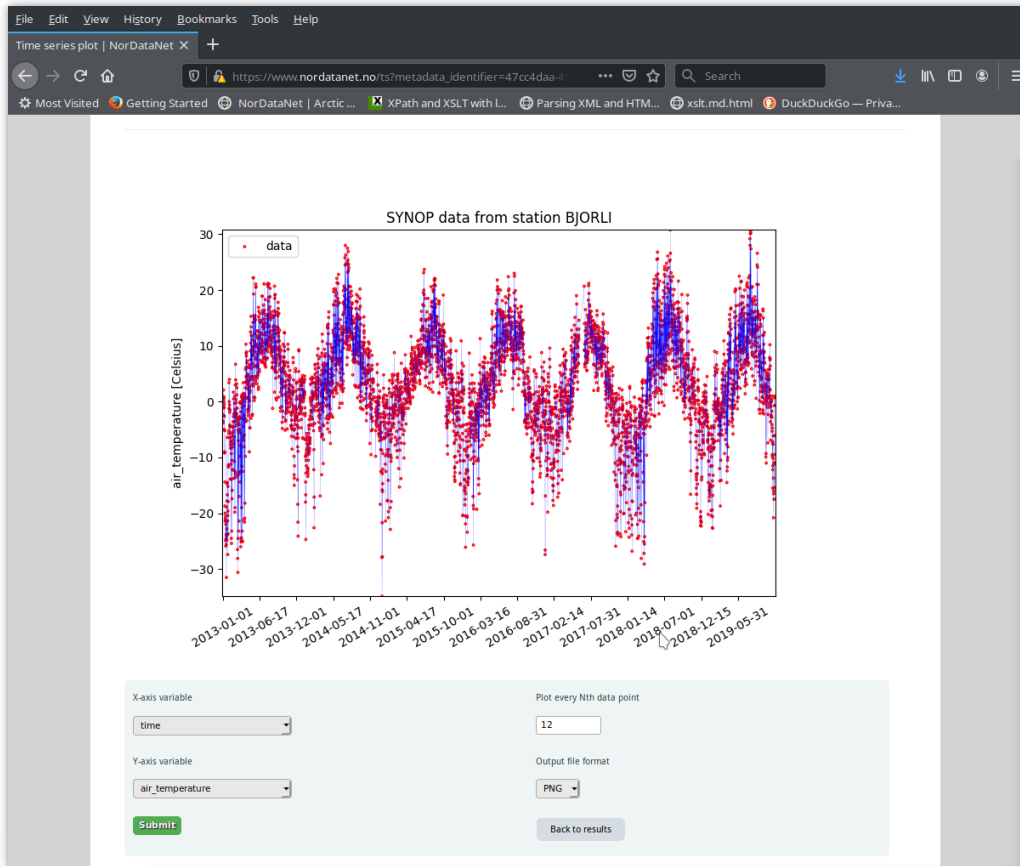 File Edit View History Bookmarks Tools Help
Time series plot | NorDataNet
https://www.nordatanet.no/ts?metadata_identifier=47cc4daa-4 Search
Most Visited Getting Started NorDataNet | Arctic ... XPath and XSLT with l... Parsing XML and HTM... xslt.md.html DuckDuckGo — Priva...
SYNOP data from station BJORLI
data
air_temperature [Celsius]
30
20
10
0
−10
−20
−30
2013-01-01 2013-06-17 2013-12-01 2014-05-17 2014-11-01 2015-04-17 2015-10-01 2016-03-16 2016-08-31 2017-02-14 2017-07-31 2018-01-14 2018-07-01 2018-12-15 2019-05-31
X-axis variable Plot every Nth data point
time 12
Y-axis variable Output file format
air_temperature PNG
Submit Back to results